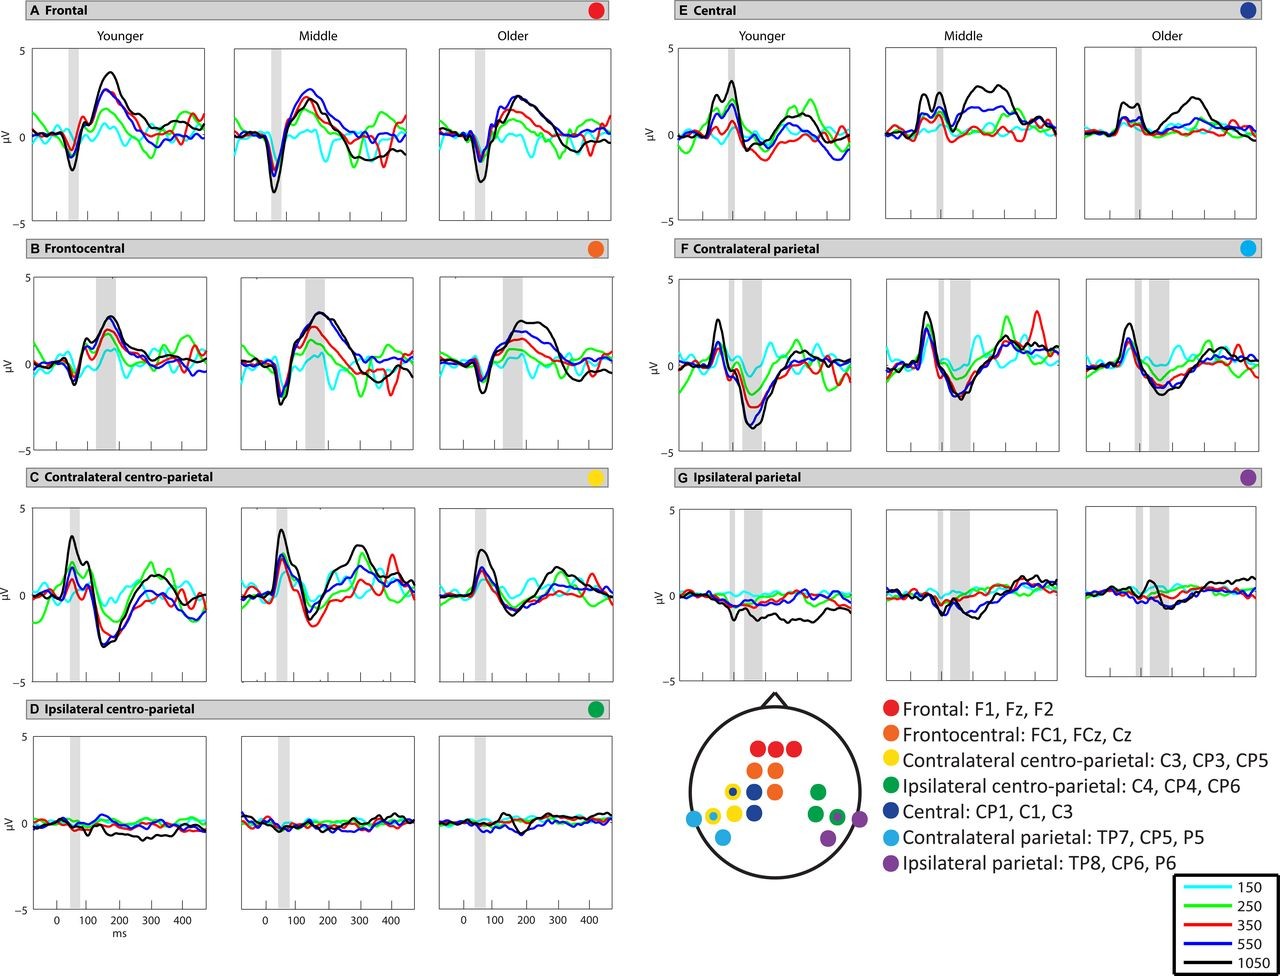 A Frontal
Younger
Middle
Older
5
0
−5
μV
B Frontocentral
5
0
−5
μV
C Contralateral centro-parietal
5
0
−5
μV
D Ipsilateral centro-parietal
5
0
−5
μV
0 100 200 300 400
ms
0 100 200 300 400
0 100 200 300 400
E Central
Younger
Middle
Older
5
0
−5
μV
F Contralateral parietal
5
0
−5
μV
G Ipsilateral parietal
5
0
−5
μV
Frontal: F1, Fz, F2
Frontocentral: FC1, FCz, Cz
Contralateral centro-parietal: C3, CP3, CP5
Ipsilateral centro-parietal: C4, CP4, CP6
Central: CP1, C1, C3
Contralateral parietal: TP7, CP5, P5
Ipsilateral parietal: TP8, CP6, P6
150
250
350
550
1050